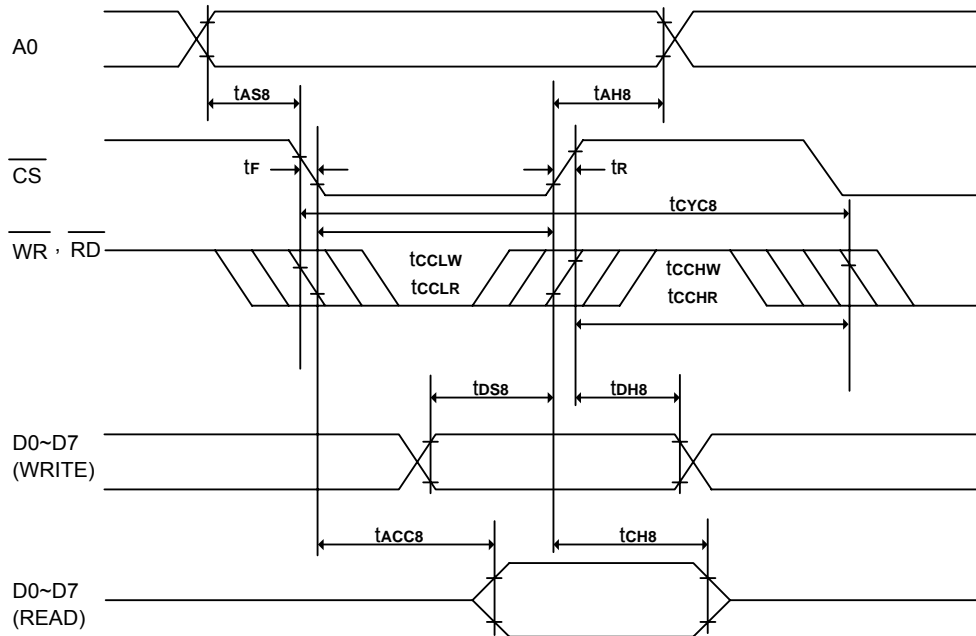 A0
tAS8
tAH8
CS
tF
tR
tCYC8
WR , RD
tCCLW
tCCHW
tCCLR
tCCHR
tDS8
tDH8
D0~D7
(WRITE)
tACC8
tCH8
D0~D7
(READ)